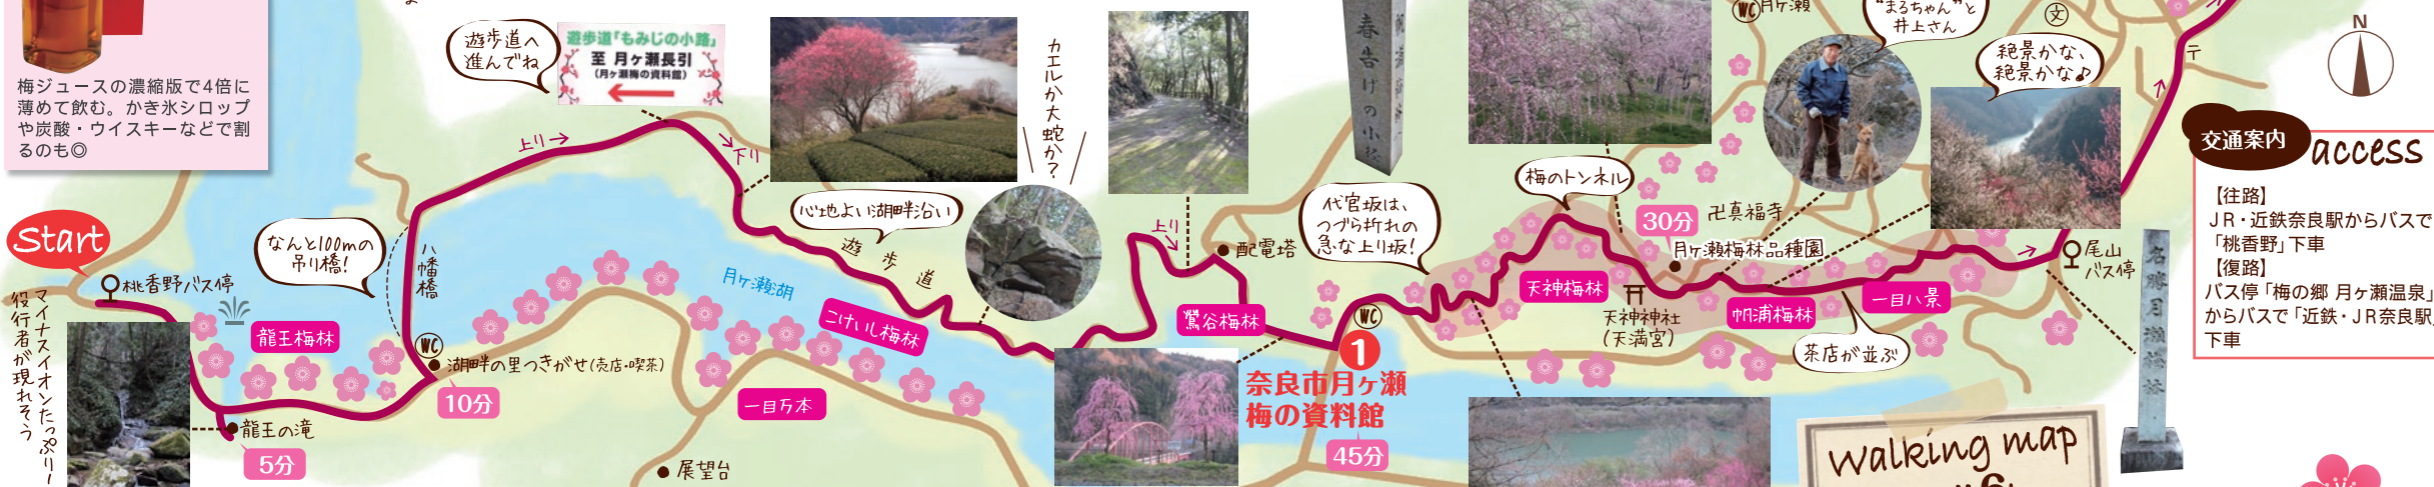 梅ジュースの濃縮版で4倍に
薄めて飲む。かき氷シロップ
や炭酸・ウイスキーなどで割
るのも◎
Start
桃香野バス停
マイナスイオンたっぷり!
役行者が現れそう
龍王梅林
龍王の滝
5分
なんと100mの
吊り橋!
八幡橋
WC
湖畔の里つきがせ(売店・喫茶)
10分
上り
遊歩道へ
進んでね
遊歩道「もみじの小路」
至 月ヶ瀬長引
(月ヶ瀬梅の資料館)
下り
心地よい湖畔沿い
遊歩道
月ヶ瀬湖
こけいし梅林
一目万本
展望台
カエルか大蛇か?
上り
配電塔
鶯谷梅林
春告けの小
WC
1
奈良市月ヶ瀬
梅の資料館
45分
代官坂は、
つづら折れの
急な上り坂!
梅のトンネル
天神梅林
天神神社
(天満宮)
30分
卍真福寺
月ヶ瀬梅林品種園
帆浦梅林
一目八景
茶店が並ぶ
WC
月ヶ瀬
“まるちゃん”と
井上さん
文
絶景かな、
絶景かな♪
〒
尾山
バス停
名勝月瀬梅林
N
交通案内
access
【往路】
JR・近鉄奈良駅からバスで
「桃香野」下車
【復路】
バス停「梅の郷 月ヶ瀬温泉」
からバスで「近鉄・JR奈良駅」
下車
walking map